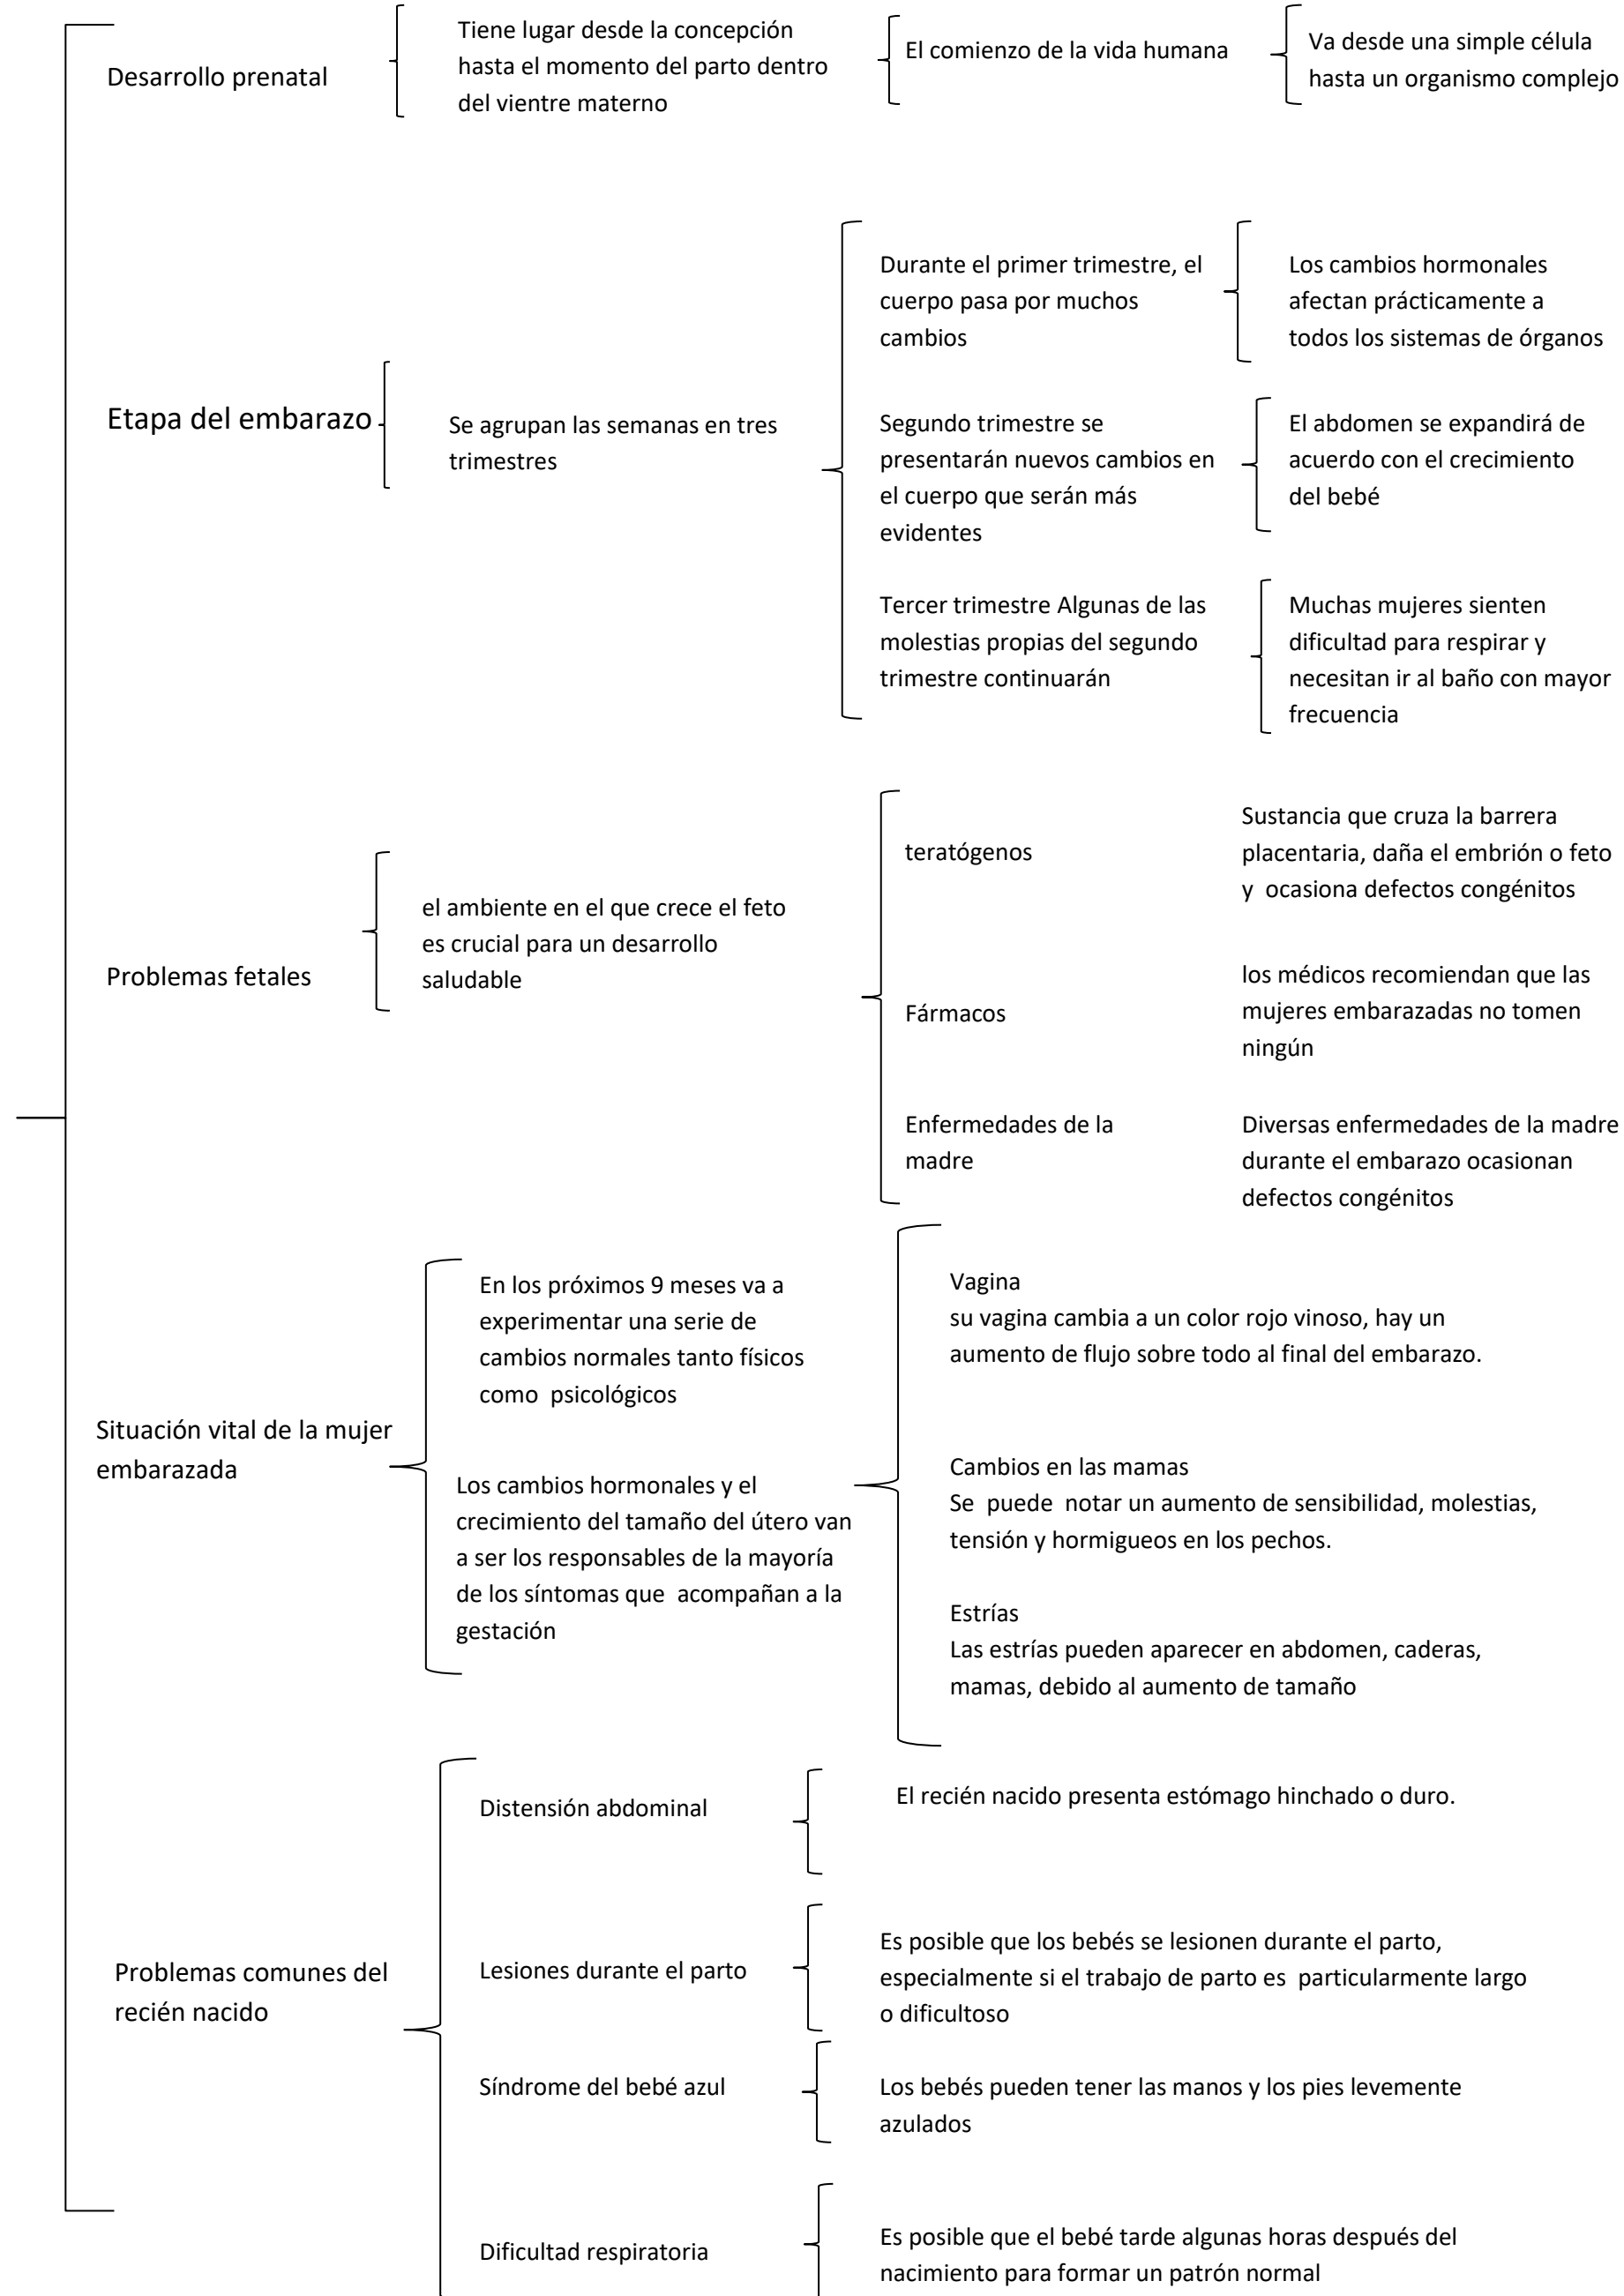 Desarrollo prenatal
Tiene lugar desde la concepción
hasta el momento del parto dentro
del vientre materno
El comienzo de la vida humana
Va desde una simple célula
hasta un organismo complejo
Etapa del embarazo
Se agrupan las semanas en tres
trimestres
Durante el primer trimestre, el
cuerpo pasa por muchos
cambios
Los cambios hormonales
afectan prácticamente a
todos los sistemas de órganos
Segundo trimestre se
presentarán nuevos cambios en
el cuerpo que serán más
evidentes
El abdomen se expandirá de
acuerdo con el crecimiento
del bebé
Tercer trimestre Algunas de las
molestias propias del segundo
trimestre continuarán
Muchas mujeres sienten
dificultad para respirar y
necesitan ir al baño con mayor
frecuencia
Problemas fetales
el ambiente en el que crece el feto
es crucial para un desarrollo
saludable
teratógenos
Sustancia que cruza la barrera
placentaria, daña el embrión o feto
y  ocasiona defectos congénitos
Fármacos
los médicos recomiendan que las
mujeres embarazadas no tomen
ningún
Enfermedades de la
madre
Diversas enfermedades de la madre
durante el embarazo ocasionan
defectos congénitos
Situación vital de la mujer
embarazada
En los próximos 9 meses va a
experimentar una serie de
cambios normales tanto físicos
como  psicológicos
Los cambios hormonales y el
crecimiento del tamaño del útero van
a ser los responsables de la mayoría
de los síntomas que  acompañan a la
gestación
Vagina
su vagina cambia a un color rojo vinoso, hay un
aumento de flujo sobre todo al final del embarazo.
Cambios en las mamas
Se  puede  notar un aumento de sensibilidad, molestias,
tensión y hormigueos en los pechos.
Estrías
Las estrías pueden aparecer en abdomen, caderas,
mamas, debido al aumento de tamaño
Problemas comunes del
recién nacido
Distensión abdominal
El recién nacido presenta estómago hinchado o duro.
Lesiones durante el parto
Es posible que los bebés se lesionen durante el parto,
especialmente si el trabajo de parto es  particularmente largo
o dificultoso
Síndrome del bebé azul
Los bebés pueden tener las manos y los pies levemente
azulados
Dificultad respiratoria
Es posible que el bebé tarde algunas horas después del
nacimiento para formar un patrón normal